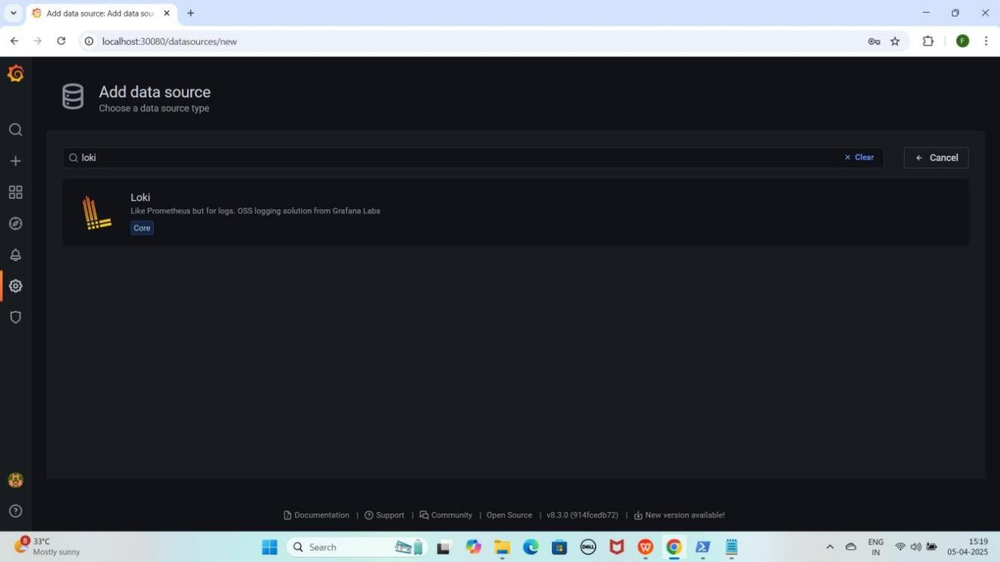 Add data source: Add data sou
localhost:30080/datasources/new
F
Add data source
Choose a data source type
loki
Clear
Cancel
Loki
Like Prometheus but for logs. OSS logging solution from Grafana Labs
Core
Documentation | Support | Community | Open Source | v8.3.0 (914fcedb72) | New version available!
8
33°C
Mostly sunny
Search
DELL
W
ENG
IN
15:19
05-04-2025